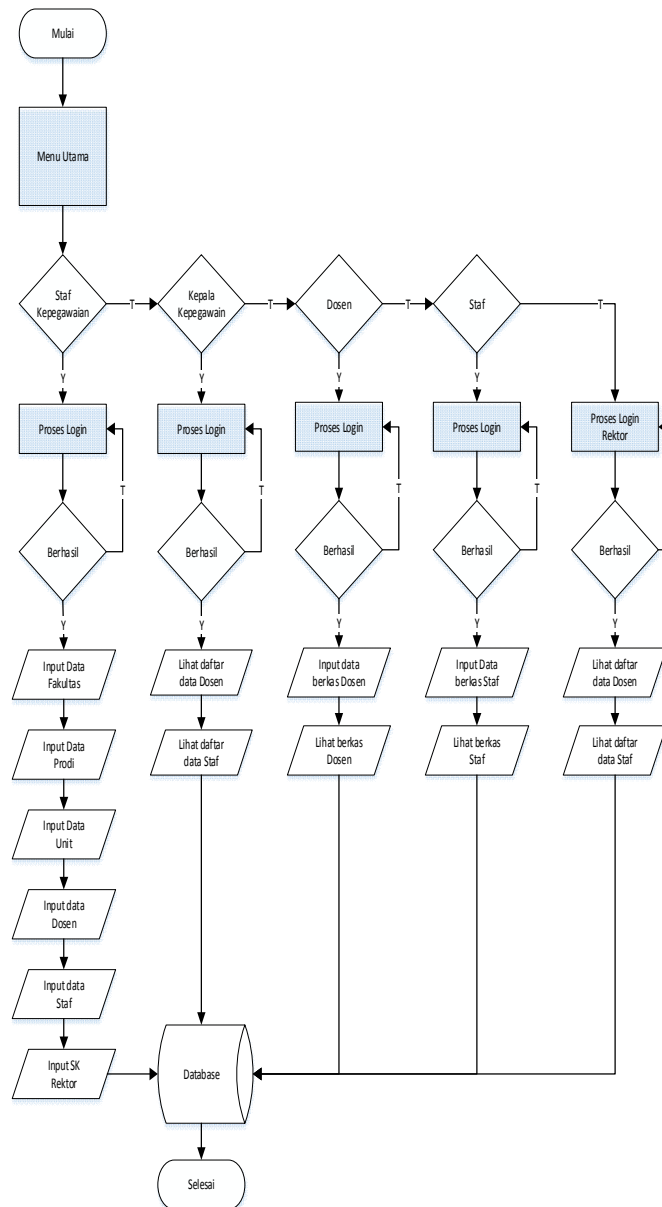 Mulai
Menu Utama
Staf
Kepegawaian
T
Kepala
Kepegawain
T
Dosen
T
Staf
T
Y
Y
Y
Y
Proses Login
Proses Login
Proses Login
Proses Login
Proses Login
Rektor
T
T
T
T
Berhasil
Berhasil
Berhasil
Berhasil
Berhasil
Y
Y
Y
Y
Y
Input Data
Fakultas
Lihat daftar
data Dosen
Input data
berkas Dosen
Input Data
berkas Staf
Lihat daftar
data Dosen
Input Data
Prodi
Lihat daftar
data Staf
Lihat berkas
Dosen
Lihat berkas
Staf
Lihat daftar
data Staf
Input Data
Unit
Input data
Dosen
Input data
Staf
Input SK
Rektor
Database
Selesai